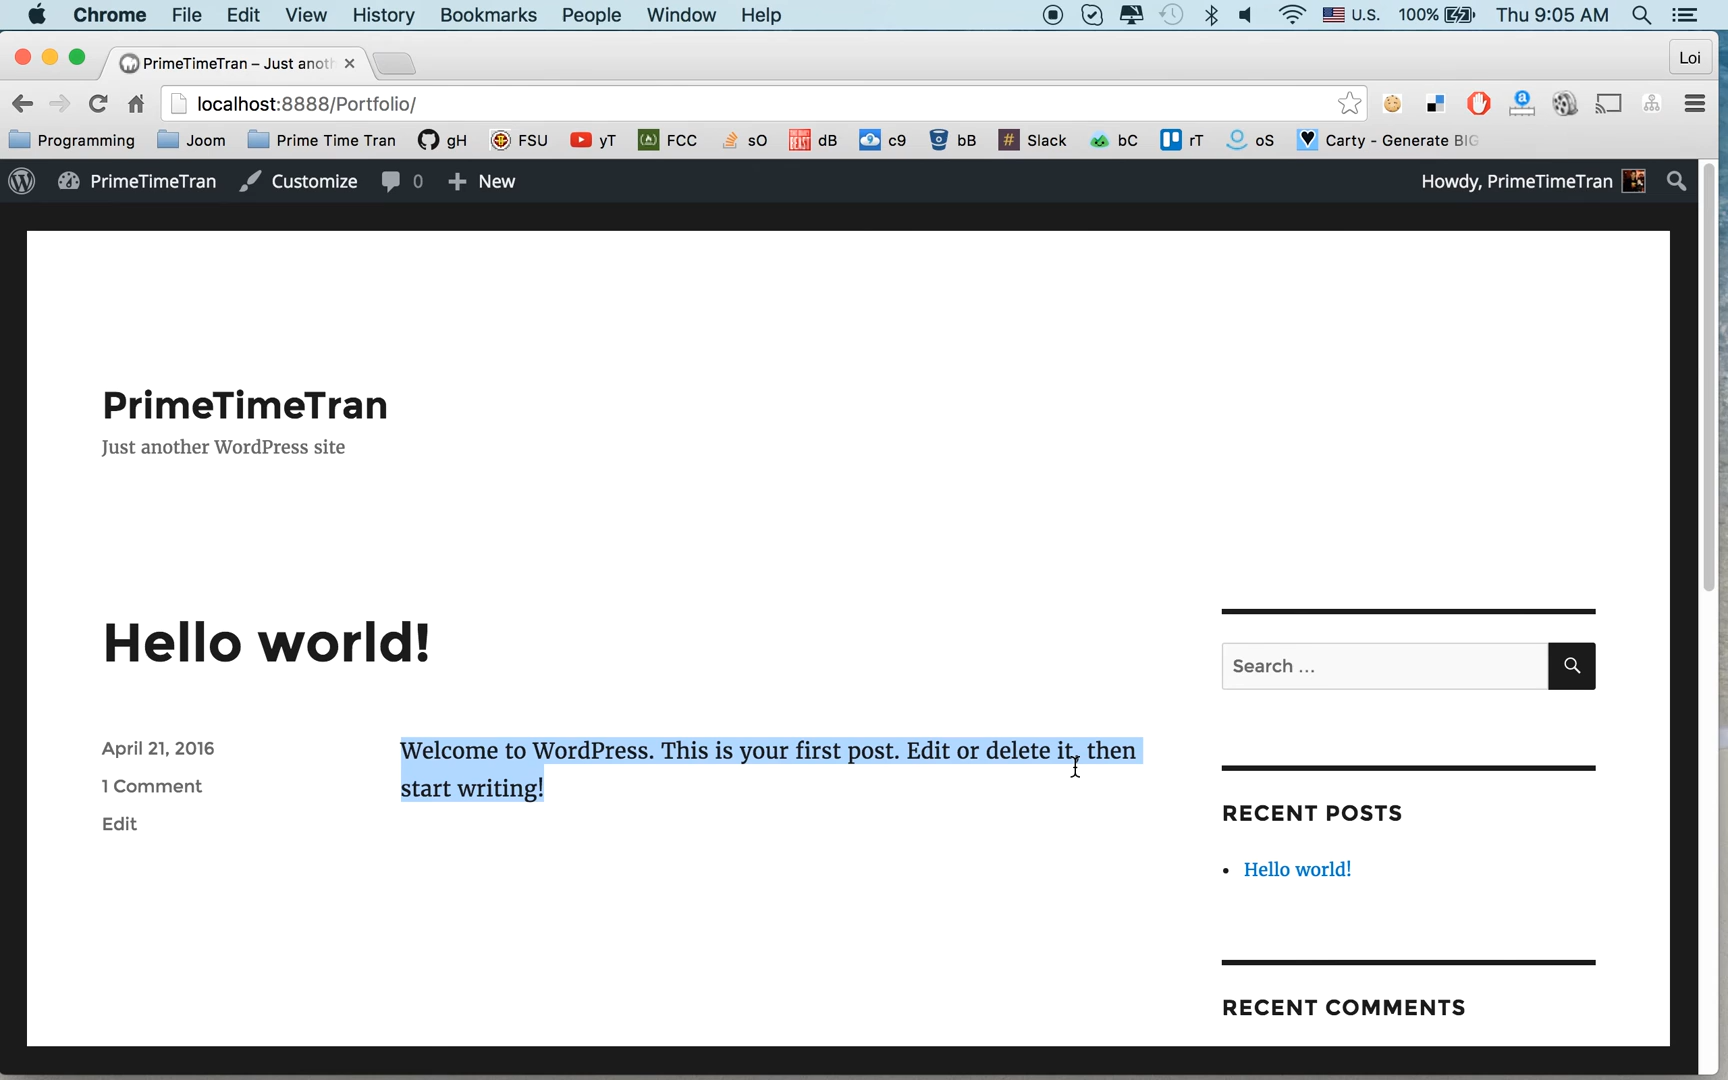 Chrome File Edit View History Bookmarks People Window Help U.S. 100% Thu 9:05 AM
PrimeTimeTran – Just anoth Loi
localhost:8888/Portfolio/
Programming Joom Prime Time Tran gH FSU yT FCC sO dB c9 bB # Slack bC rT oS Carty - Generate BIG
PrimeTimeTran Customize 0 New Howdy, PrimeTimeTran
PrimeTimeTran
Just another WordPress site
Hello world!
Search ...
April 21, 2016
1 Comment
Edit
Welcome to WordPress. This is your first post. Edit or delete it, then
start writing!
RECENT POSTS
Hello world!
RECENT COMMENTS